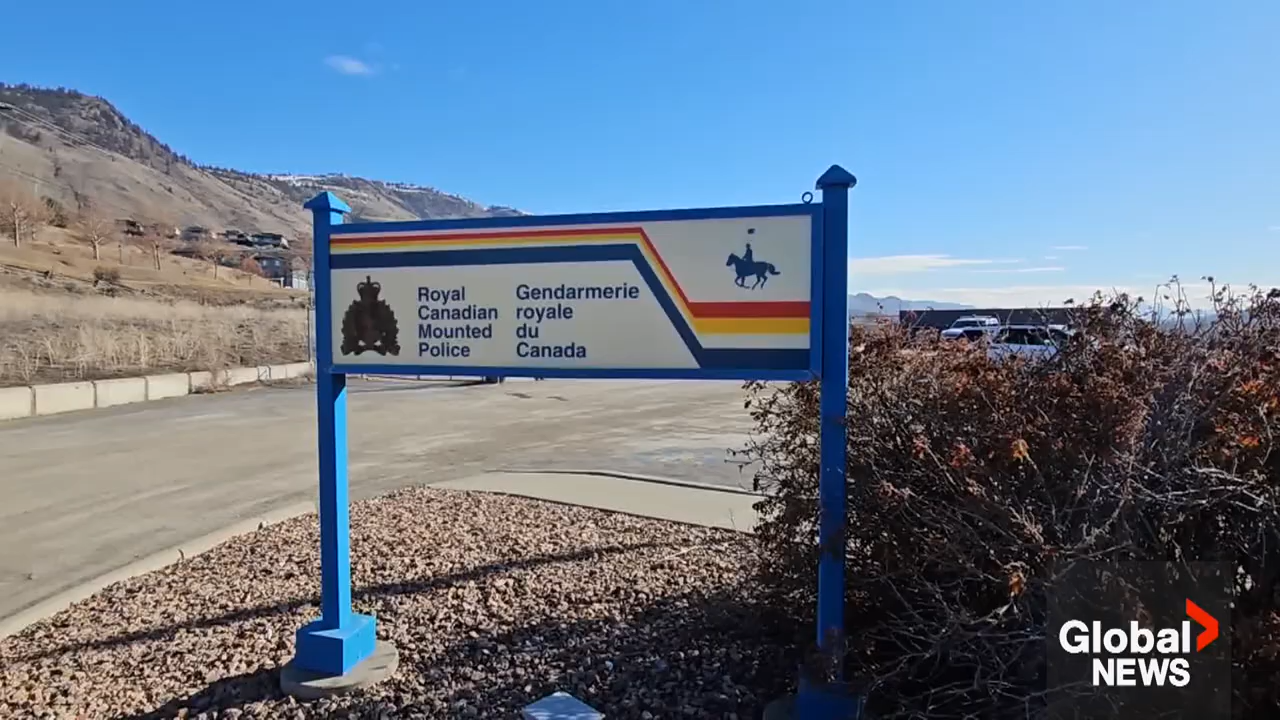 Royal
Canadian
Mounted
Police
Gendarmerie
royale
du
Canada
Global
NEWS